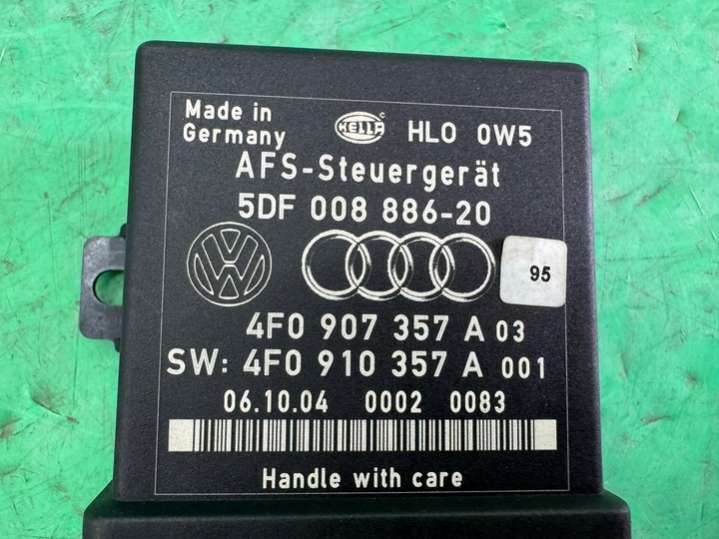 Made in
Germany
HELLA HLO 0W5
AFS-Steuergerät
5DF 008 886-20
95
4F0 907 357 A 03
SW: 4F0 910 357 A 001
06.10.04 0002 0083
Handle with care